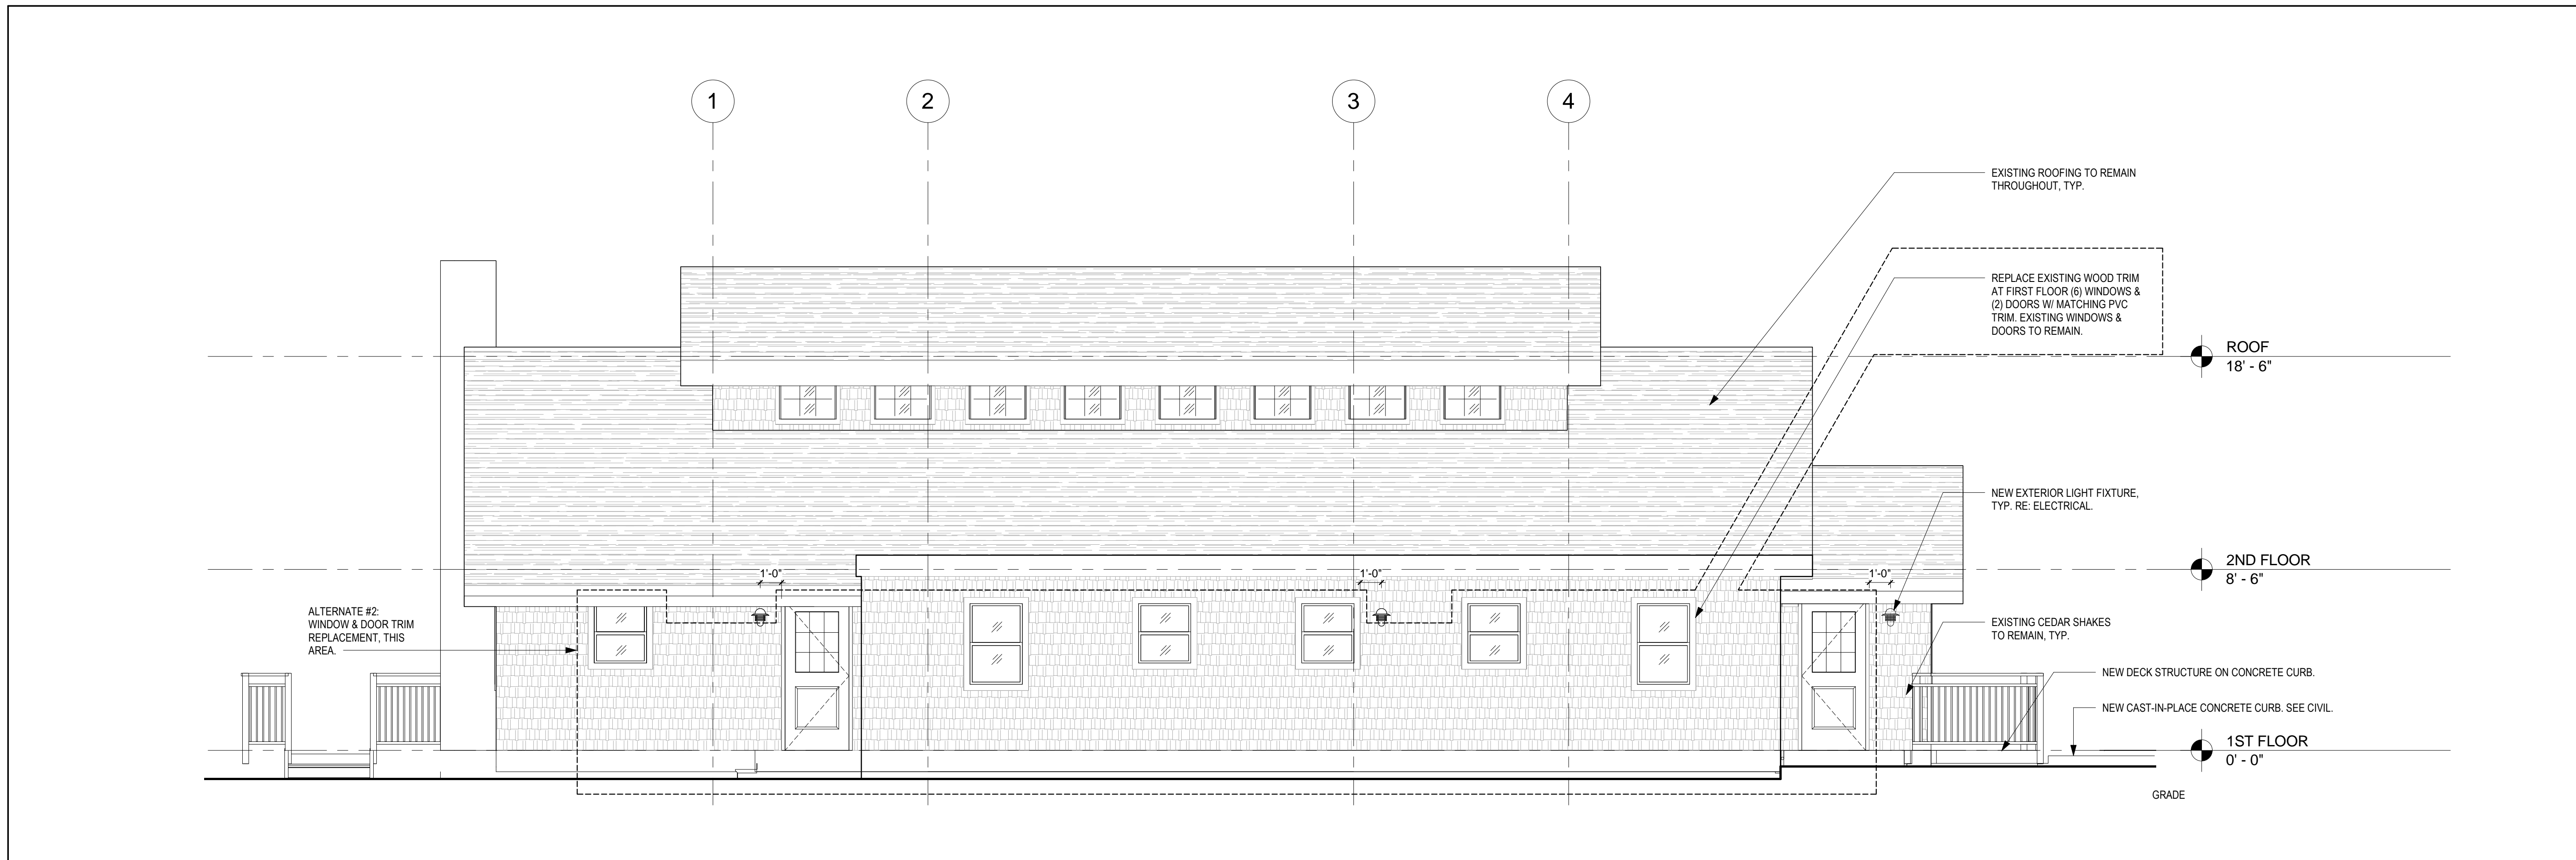 1
2
3
4
EXISTING ROOFING TO REMAIN
THROUGHOUT, TYP.
REPLACE EXISTING WOOD TRIM
AT FIRST FLOOR (6) WINDOWS &
(2) DOORS W/ MATCHING PVC
TRIM. EXISTING WINDOWS &
DOORS TO REMAIN.
ROOF
18' - 6"
NEW EXTERIOR LIGHT FIXTURE,
TYP. RE: ELECTRICAL.
2ND FLOOR
8' - 6"
1'-0"
1'-0"
1'-0"
ALTERNATE #2:
WINDOW & DOOR TRIM
REPLACEMENT, THIS
AREA.
EXISTING CEDAR SHAKES
TO REMAIN, TYP.
NEW DECK STRUCTURE ON CONCRETE CURB.
NEW CAST-IN-PLACE CONCRETE CURB. SEE CIVIL.
1ST FLOOR
0' - 0"
GRADE